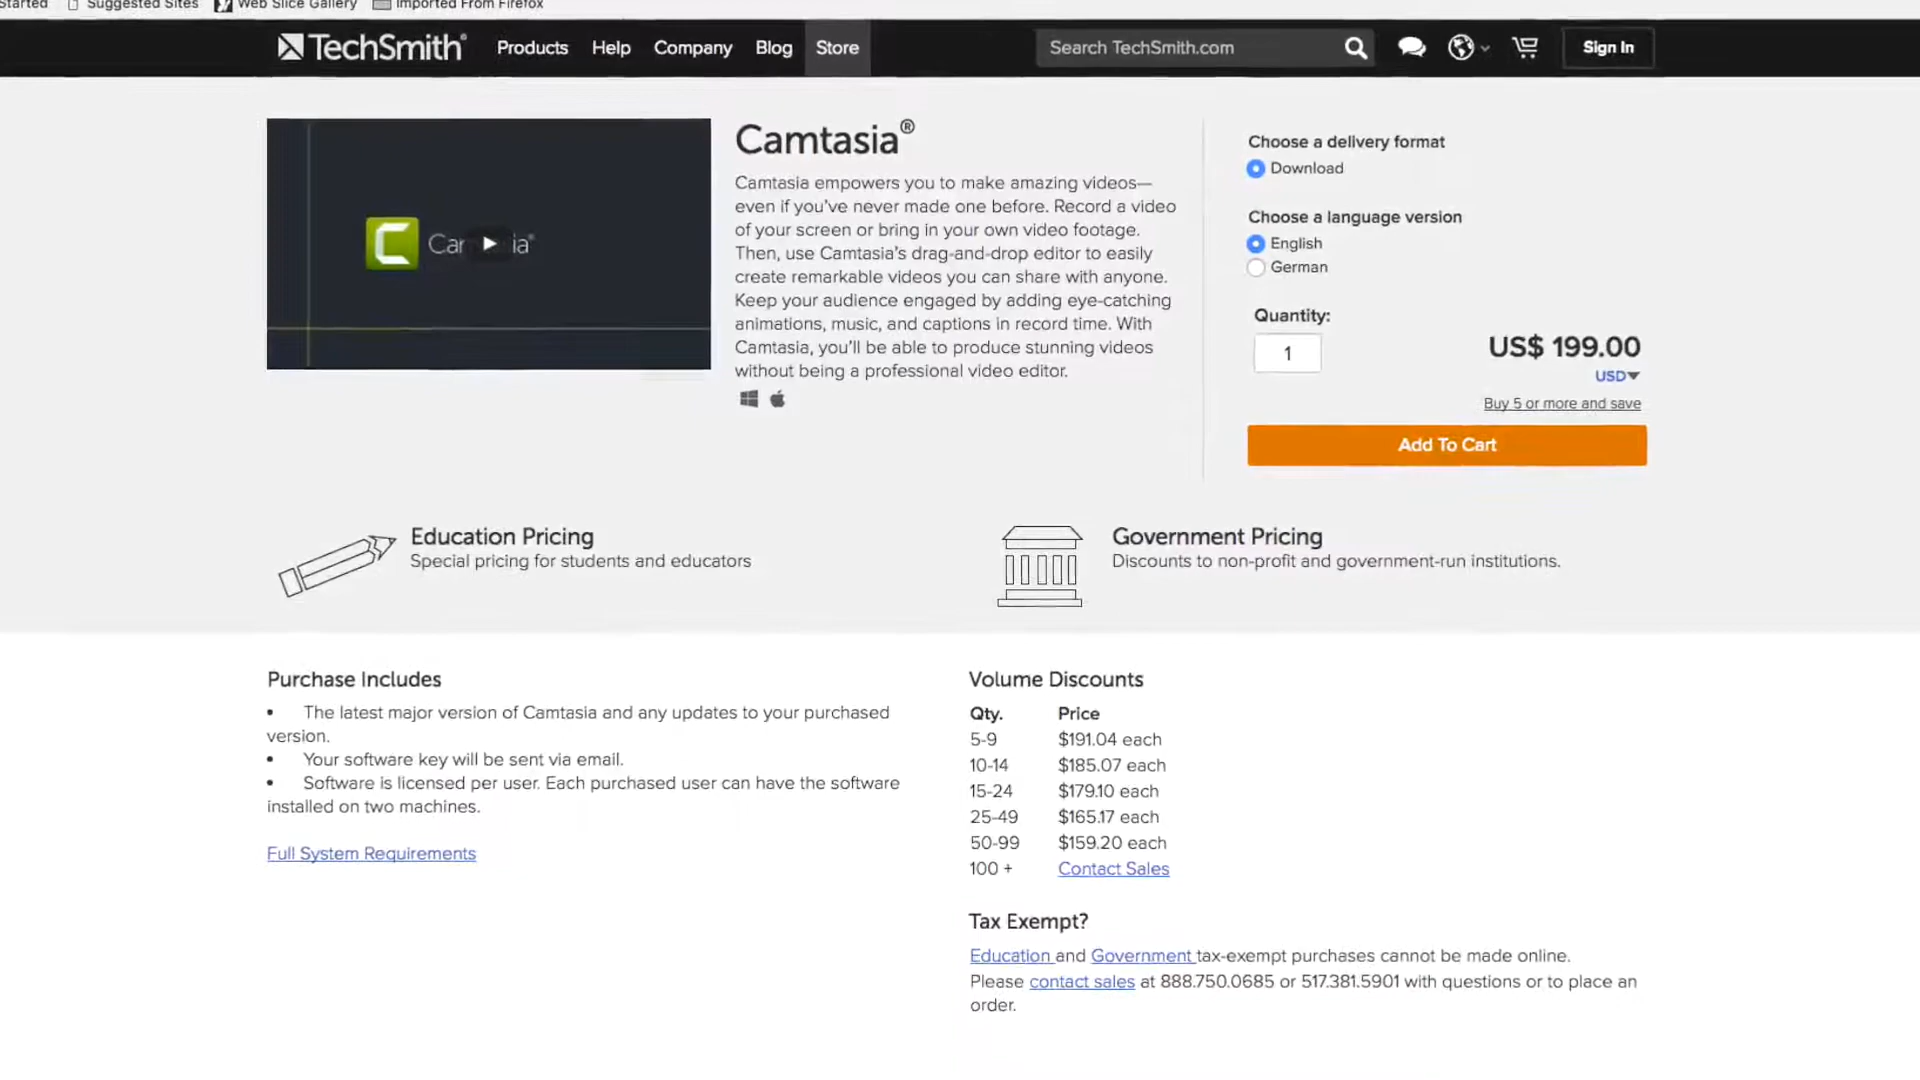 Started Suggested Sites Web Slice Gallery Imported From Firefox
TechSmith® Products Help Company Blog Store Search TechSmith.com Sign In
Camtasia®
Camtasia empowers you to make amazing videos—
even if you've never made one before. Record a video
of your screen or bring in your own video footage.
Then, use Camtasia's drag-and-drop editor to easily
create remarkable videos you can share with anyone.
Keep your audience engaged by adding eye-catching
animations, music, and captions in record time. With
Camtasia, you'll be able to produce stunning videos
without being a professional video editor.
Choose a delivery format
Download
Choose a language version
English
German
Quantity:
1
US$ 199.00
USD
Buy 5 or more and save
Add To Cart
Education Pricing
Special pricing for students and educators
Government Pricing
Discounts to non-profit and government-run institutions.
Purchase Includes
• The latest major version of Camtasia and any updates to your purchased
version.
• Your software key will be sent via email.
• Software is licensed per user. Each purchased user can have the software
installed on two machines.
Full System Requirements
Volume Discounts
Qty. Price
5-9 $191.04 each
10-14 $185.07 each
15-24 $179.10 each
25-49 $165.17 each
50-99 $159.20 each
100 + Contact Sales
Tax Exempt?
Education and Government tax-exempt purchases cannot be made online.
Please contact sales at 888.750.0685 or 517.381.5901 with questions or to place an
order.